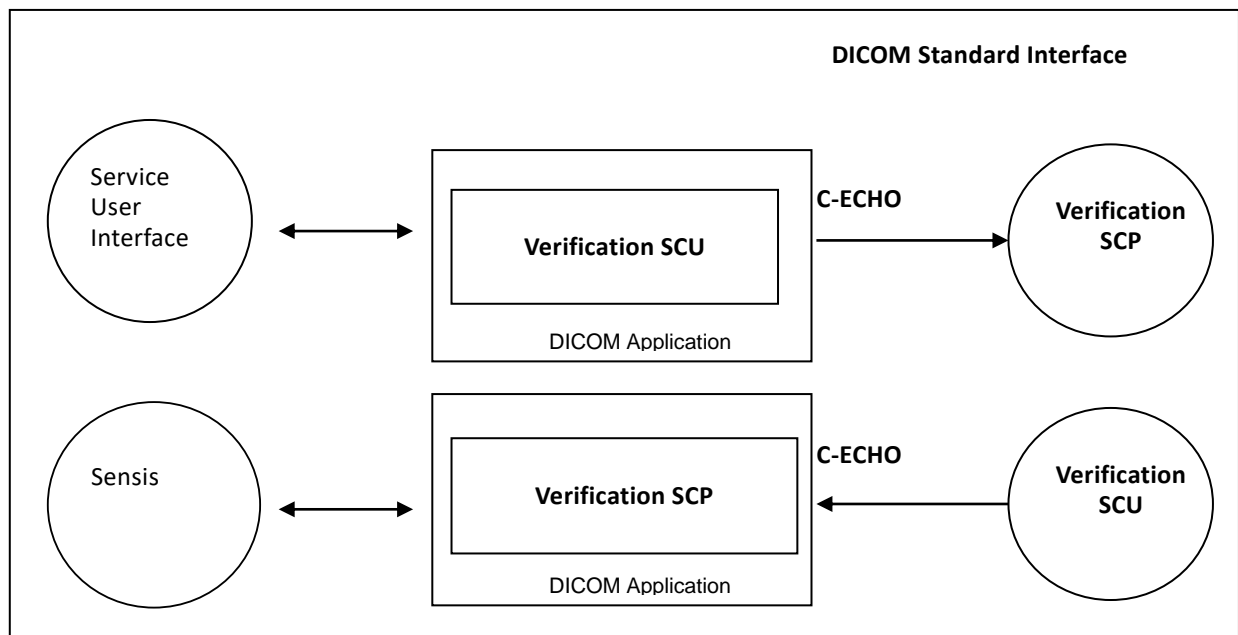 DICOM Standard Interface
Service
User
Interface
Verification SCU
DICOM Application
C-ECHO
Verification
SCP
Sensis
Verification SCP
DICOM Application
C-ECHO
Verification
SCU